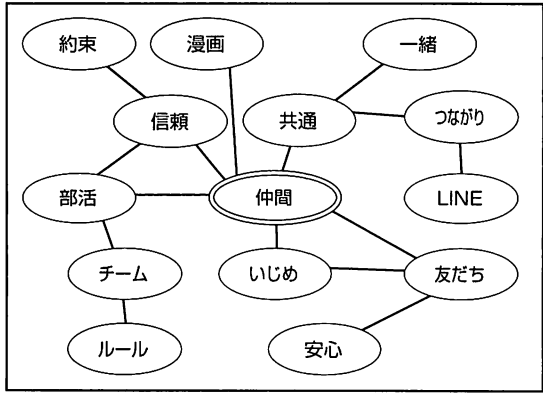 約束
漫画
一緒
信頼
共通
つながり
部活
仲間
LINE
チーム
いじめ
友だち
ルール
安心